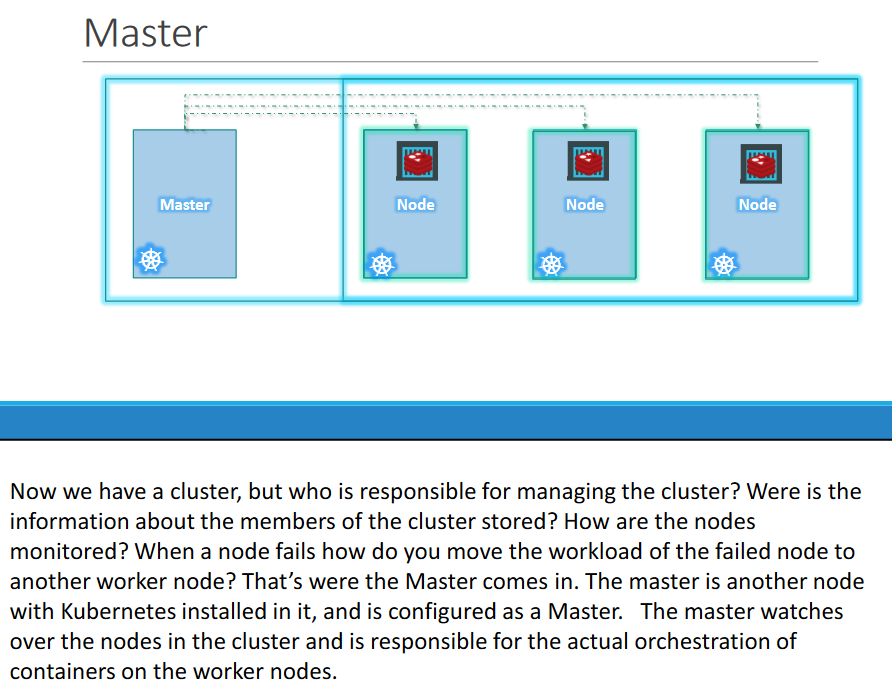 Master
Master
Node
Node
Node
Now we have a cluster, but who is responsible for managing the cluster? Were is the
information about the members of the cluster stored? How are the nodes
monitored? When a node fails how do you move the workload of the failed node to
another worker node? That’s were the Master comes in. The master is another node
with Kubernetes installed in it, and is configured as a Master.   The master watches
over the nodes in the cluster and is responsible for the actual orchestration of
containers on the worker nodes.